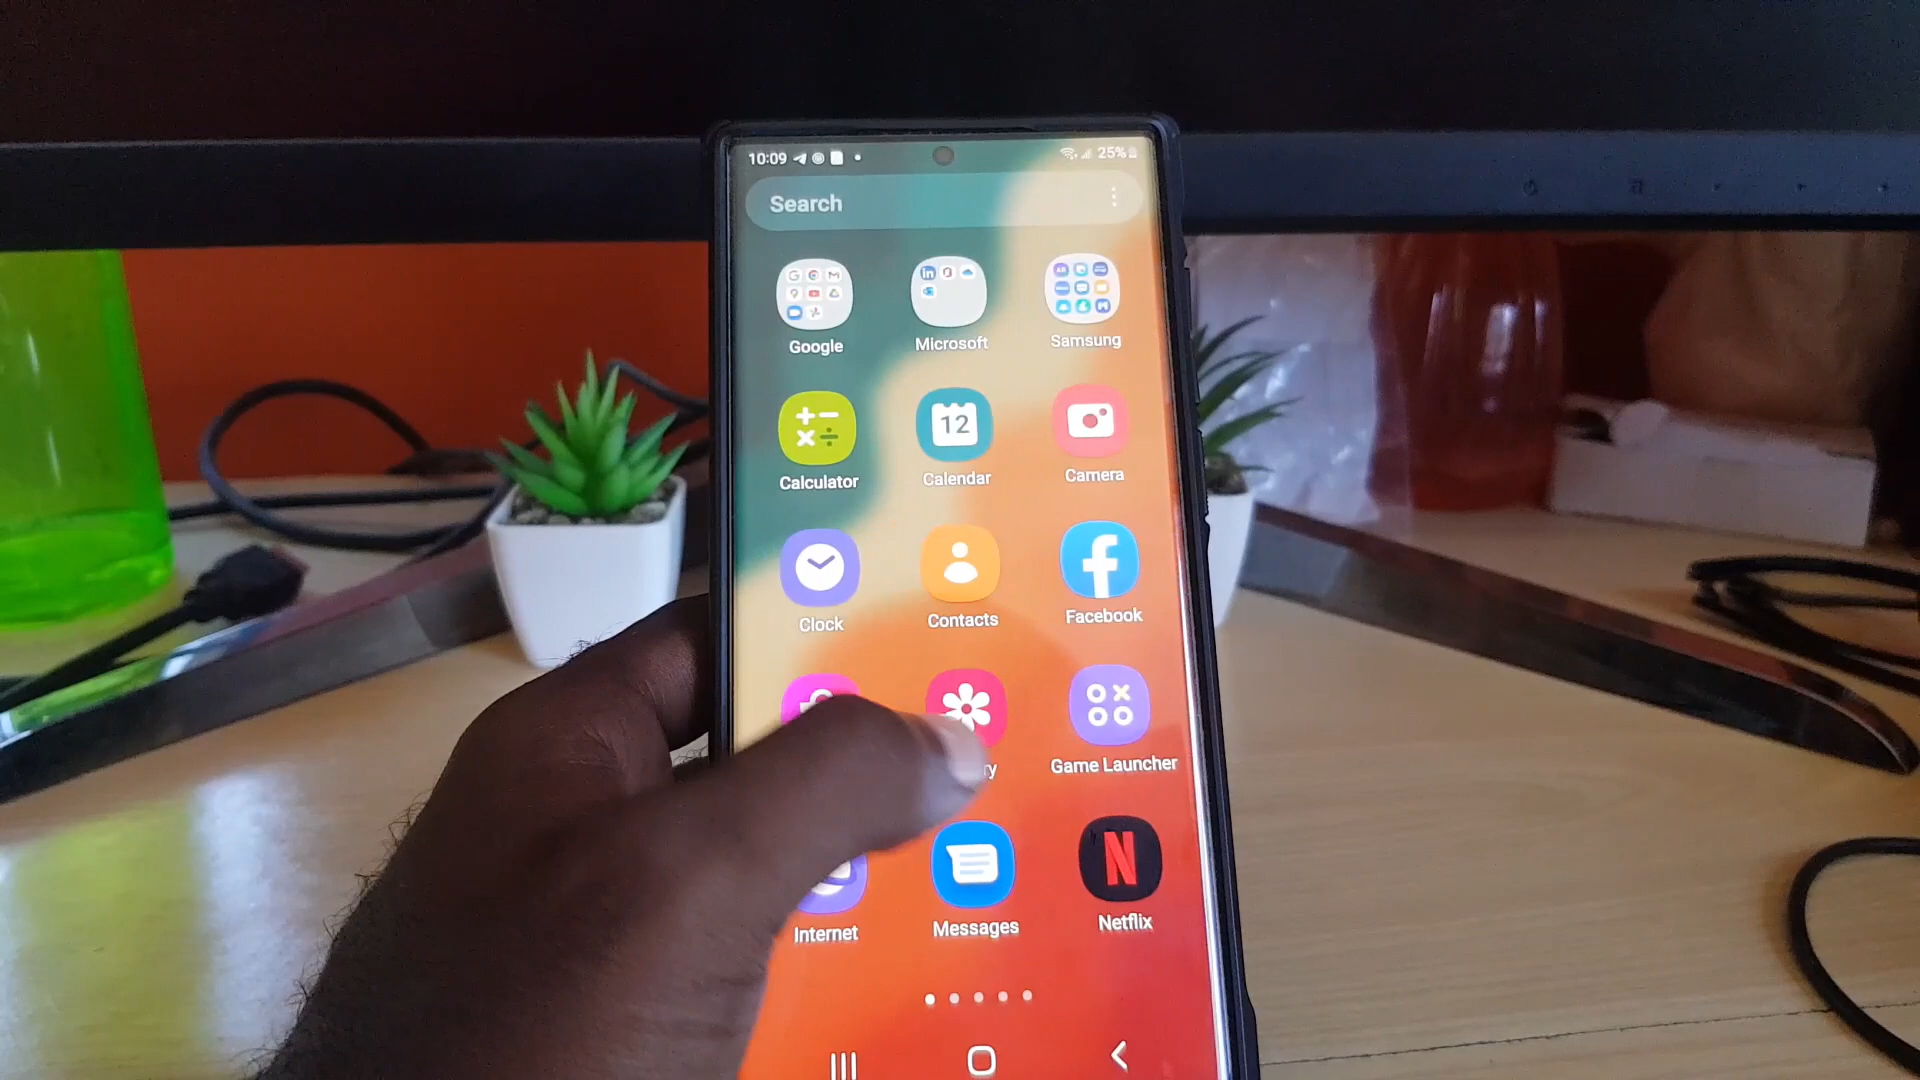 10:09
25%
Search
Google
Microsoft
Samsung
12
Calculator
Calendar
Camera
Clock
Contacts
Facebook
ry
Game Launcher
N
Internet
Messages
Netflix